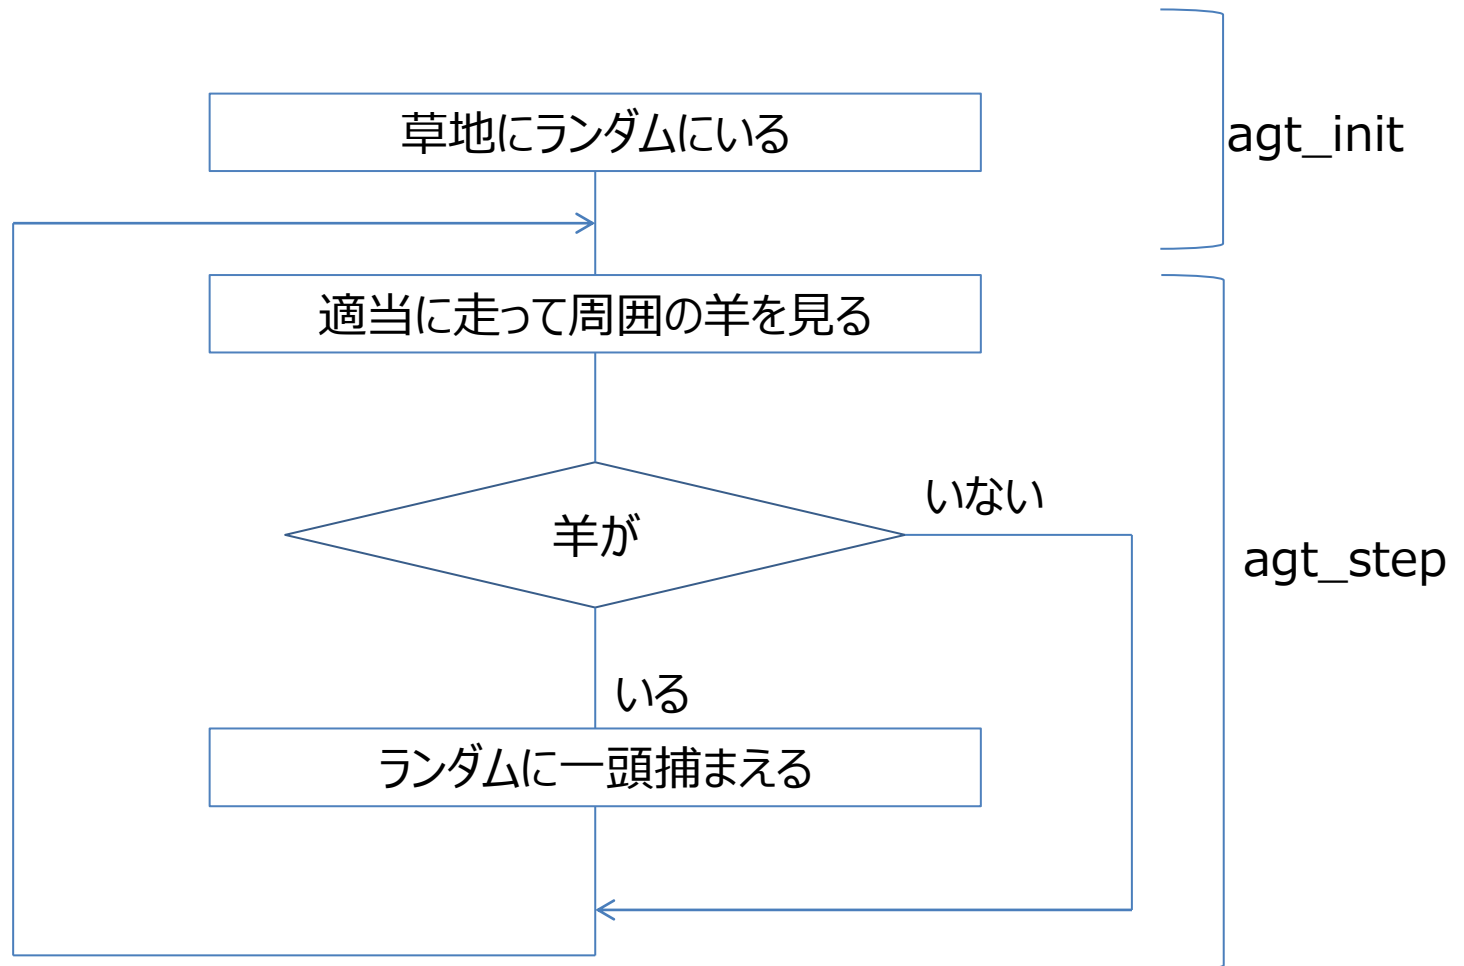 草地にランダムにいる
agt_init
適当に走って周囲の羊を見る
いない
羊が
agt_step
いる
ランダムに一頭捕まえる